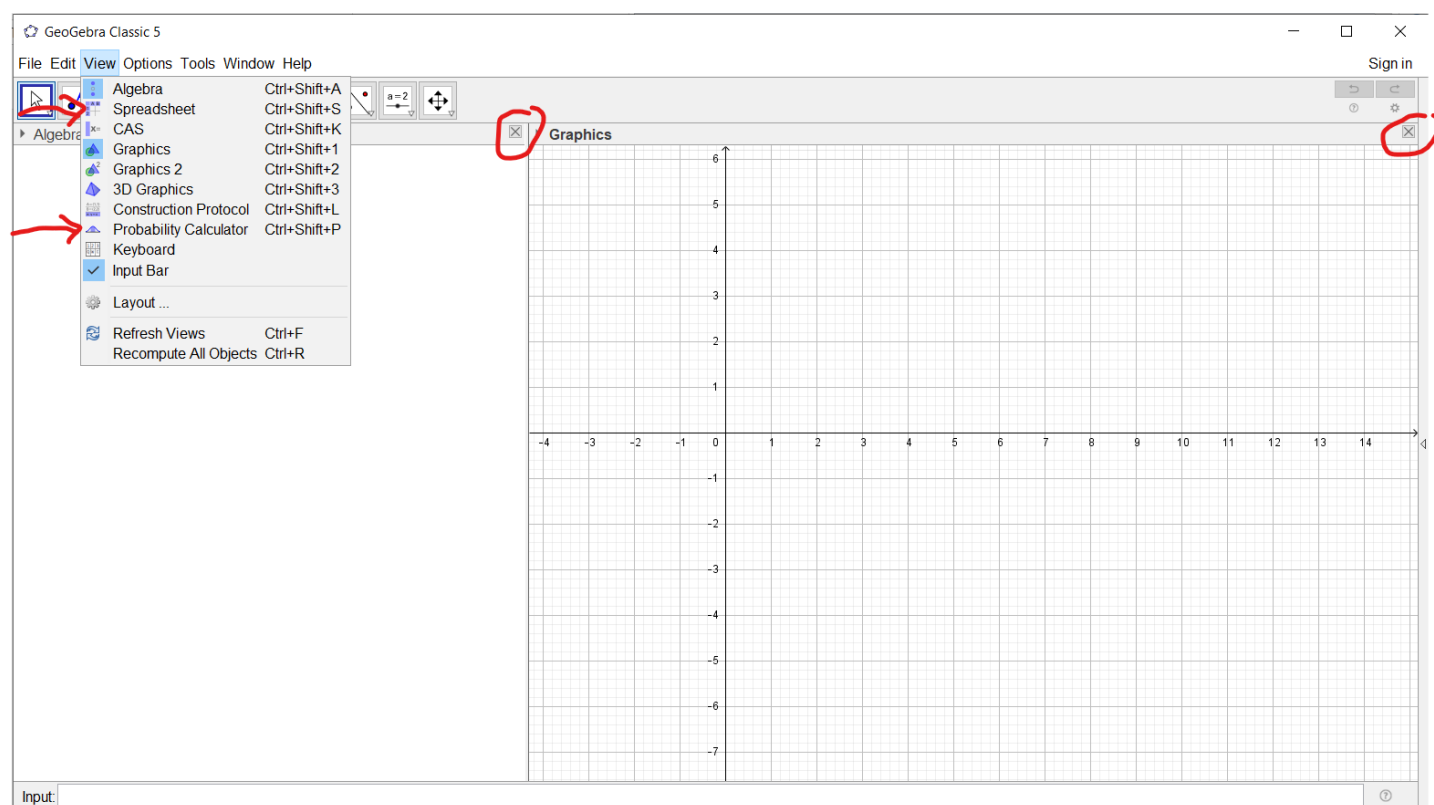 GeoGebra Classic 5
File Edit View Options Tools Window Help Sign in
a=2
Algebra Ctrl+Shift+A
Spreadsheet Ctrl+Shift+S
CAS Ctrl+Shift+K
Graphics Ctrl+Shift+1
Graphics 2 Ctrl+Shift+2
3D Graphics Ctrl+Shift+3
Construction Protocol Ctrl+Shift+L
Probability Calculator Ctrl+Shift+P
Keyboard
Input Bar
Layout ...
Refresh Views Ctrl+F
Recompute All Objects Ctrl+R
Algebra
Graphics
6
5
4
3
2
1
-4 -3 -2 -1 0 1 2 3 4 5 6 7 8 9 10 11 12 13 14
-1
-2
-3
-4
-5
-6
-7
Input: